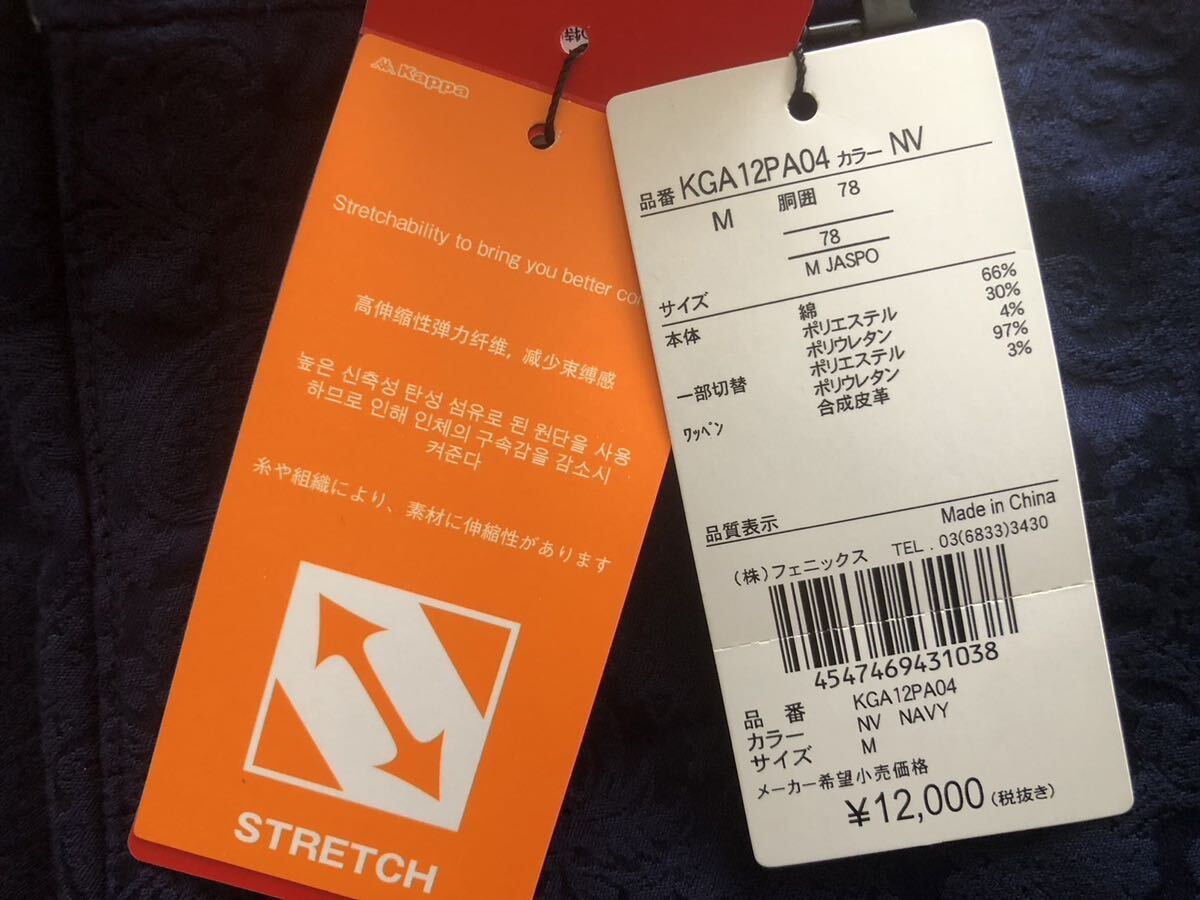 Kappa
Stretchability to bring you better
高伸缩性弹力纤维, 减少束缚感
높은 신축성 탄성 섬유로 된 원단을 사용
하므로 인해 인체의 구속감을 감소시
켜준다
糸や組織により、素材に伸縮性があります
STRETCH
品番 KGA12PA04 カラー NV
M 胴囲 78
78
M JASPO
サイズ
本体 綿 66%
ポリエステル 30%
ポリウレタン 4%
一部切替 ポリエステル 97%
ポリウレタン 3%
ワッペン 合成皮革
品質表示 Made in China
(株)フェニックス TEL.03(6833)3430
4547469431038
品番 KGA12PA04
カラー NV NAVY
サイズ M
メーカー希望小売価格
¥12,000(税抜き)